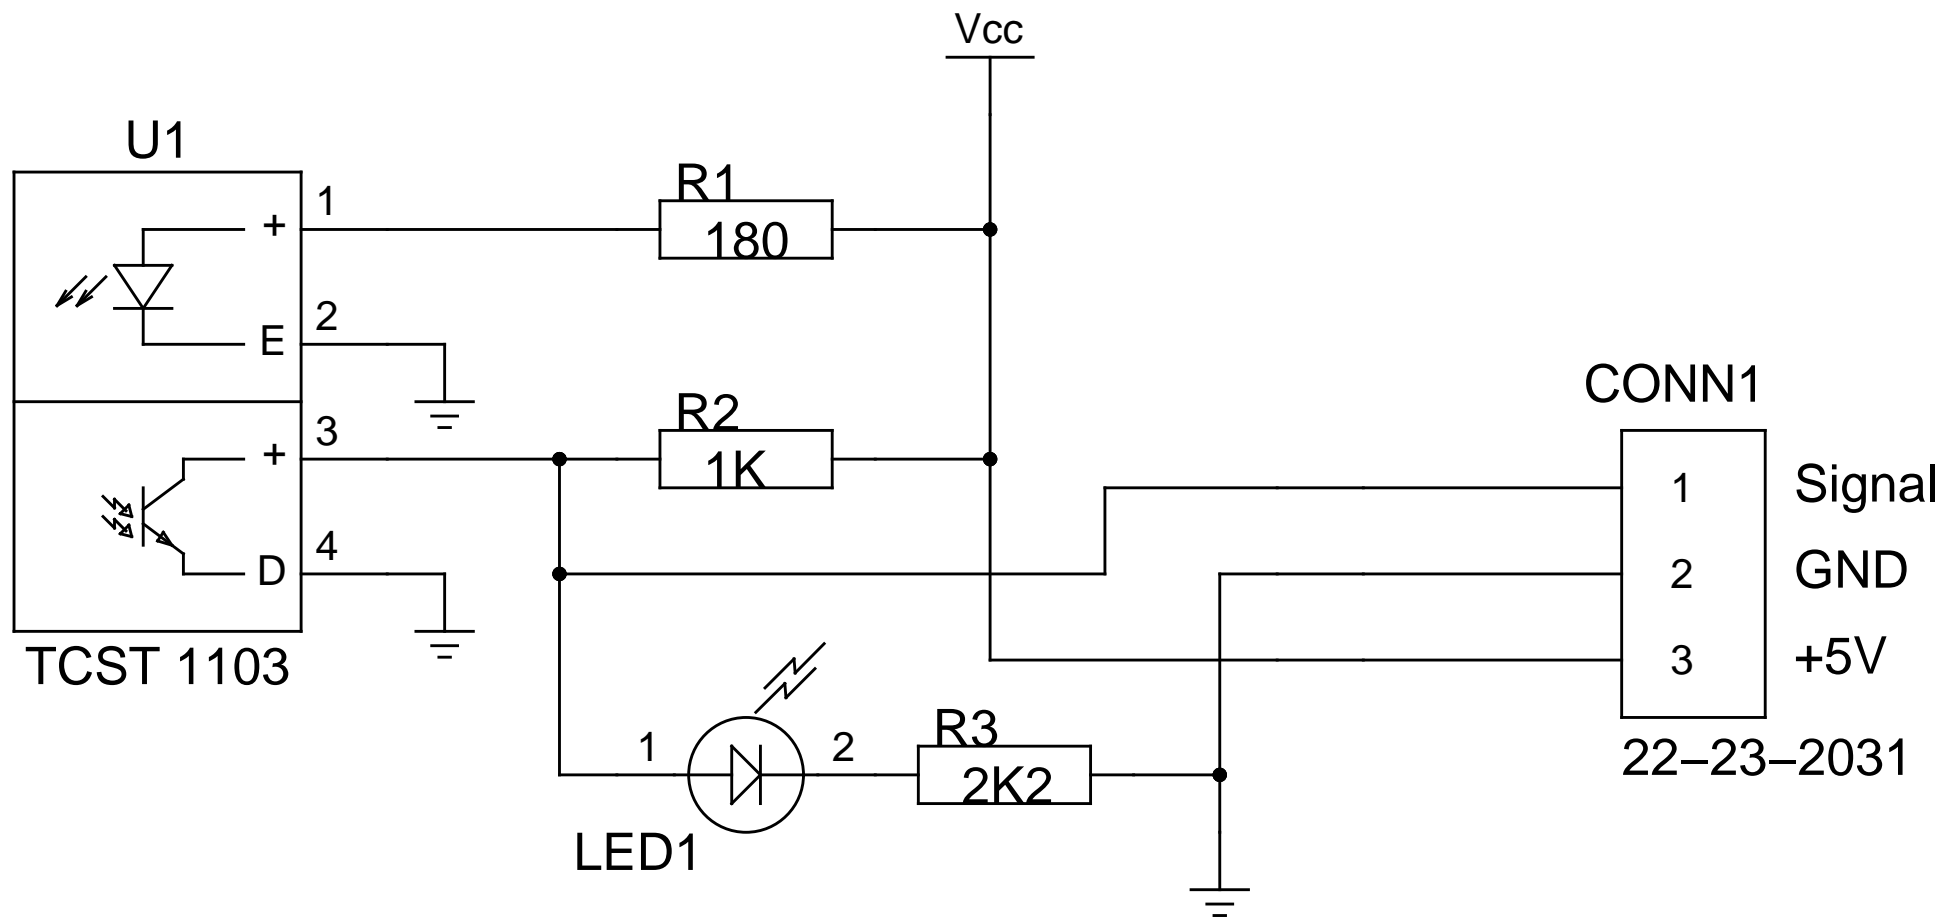 Vcc
U1
R1
180
1
+
2
E
R2
1K
3
+
4
D
TCST 1103
CONN1
1
Signal
2
GND
3
+5V
22–23–2031
1
2
LED1
R3
2K2